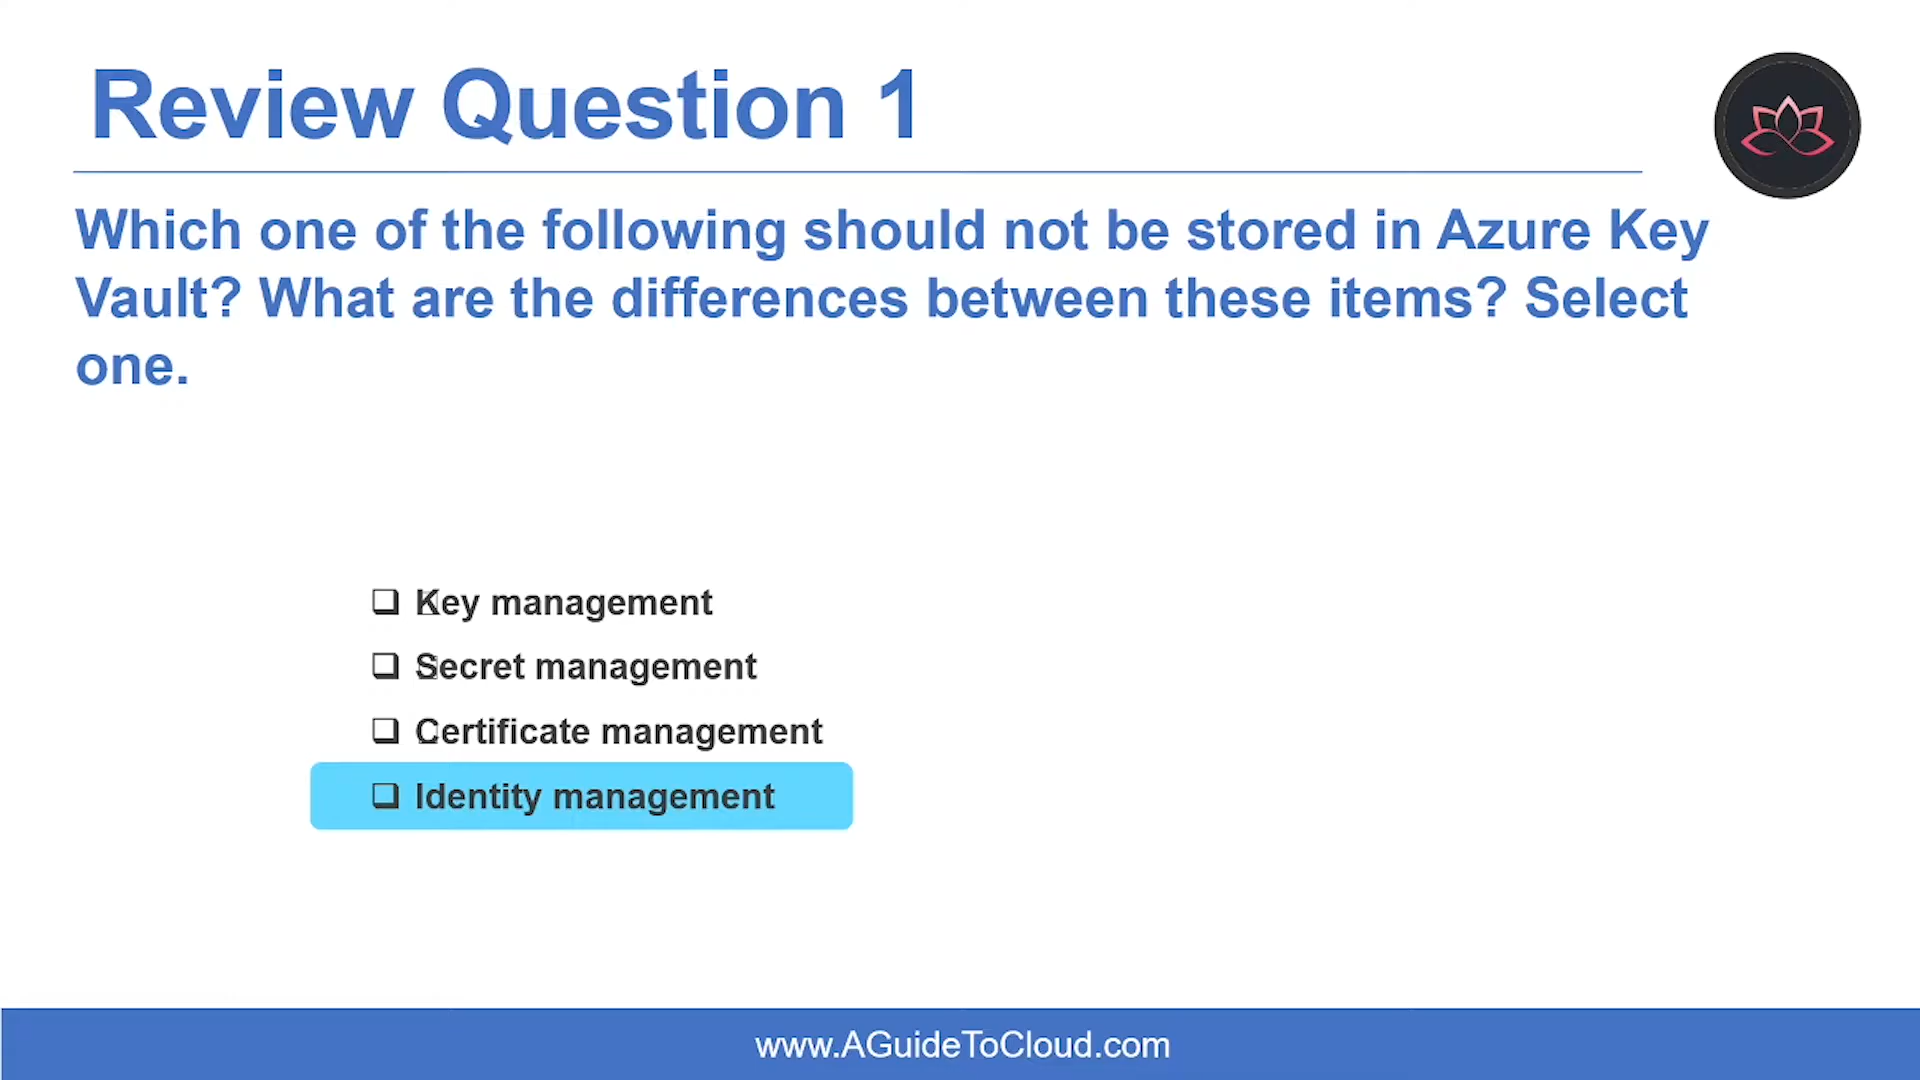 Review Question 1
Which one of the following should not be stored in Azure Key
Vault? What are the differences between these items? Select
one.
Key management
Secret management
Certificate management
Identity management
www.AGuideToCloud.com